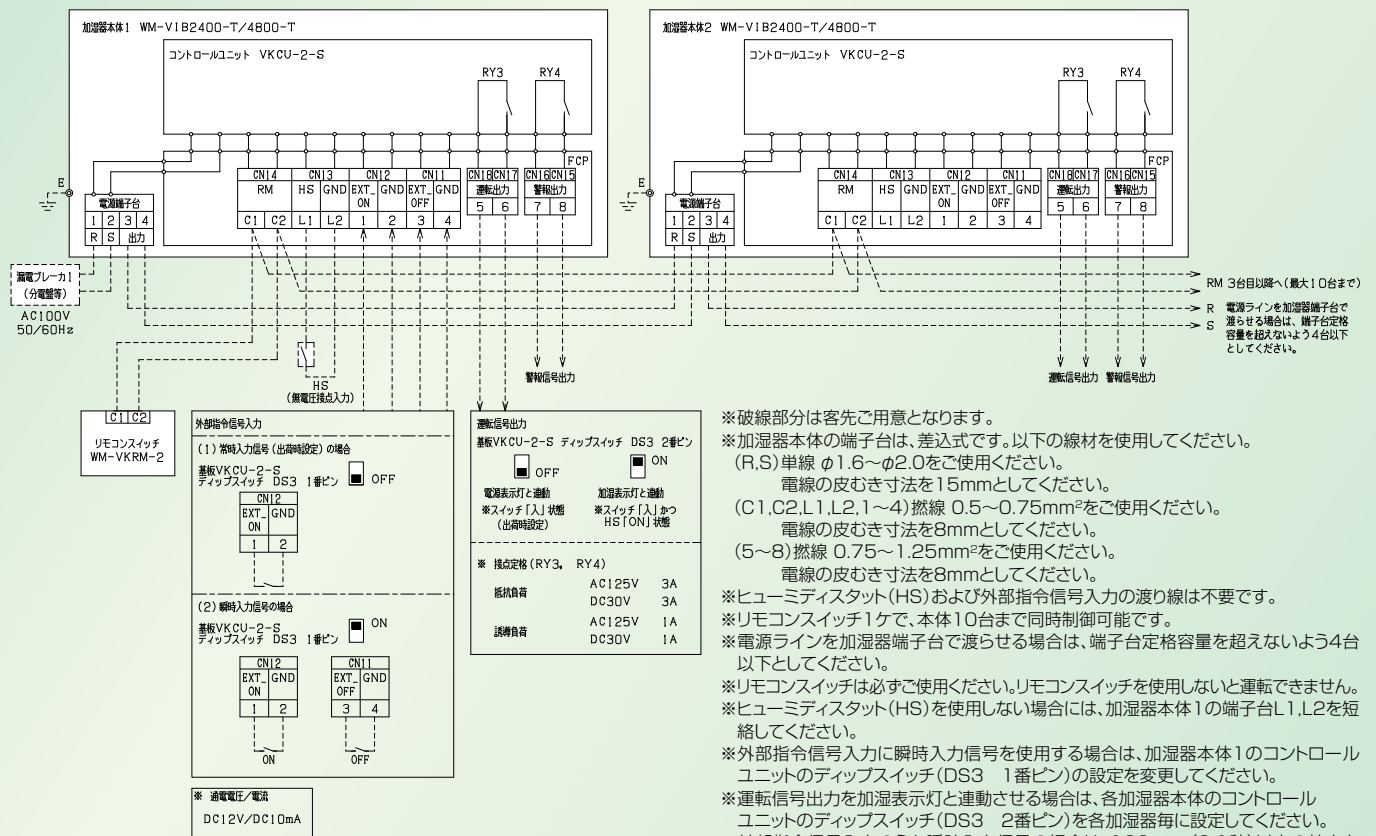 加湿器本体1 WM-VIB2400-T/4800-T
コントロールユニット VKCU-2-S
RY3 RY4
FCP
CN14 CN13 CN12 CN11 CN18 CN17 CN16 CN15
RM HS GND EXT_ON GND EXT_OFF GND 運転出力 警報出力
C1 C2 L1 L2 1 2 3 4 5 6 7 8
E
電源端子台
1 2 3 4
R S 出力
加湿器本体2 WM-VIB2400-T/4800-T
コントロールユニット VKCU-2-S
RY3 RY4
FCP
CN14 CN13 CN12 CN11 CN18 CN17 CN16 CN15
RM HS GND EXT_ON GND EXT_OFF GND 運転出力 警報出力
C1 C2 L1 L2 1 2 3 4 5 6 7 8
E
電源端子台
1 2 3 4
R S 出力
漏電ブレーカ1
(分電盤等)
AC100V
50/60Hz
RM 3台目以降へ(最大10台まで)
R 電源ラインを加湿器端子台で
S 渡らせる場合は、端子台定格
容量を超えないよう4台以下
としてください。
HS
(無電圧接点入力)
警報信号出力
運転信号出力 警報信号出力
C1 C2
リモコンスイッチ
WM-VKRM-2
外部指令信号入力
(1)常時入力信号(出荷時設定)の場合
基板VKCU-2-S
ディップスイッチ DS3 1番ピン OFF
CN12
EXT_ON GND
1 2
(2)瞬時入力信号の場合
基板VKCU-2-S
ディップスイッチ DS3 1番ピン ON
CN12 CN11
EXT_ON GND EXT_OFF GND
1 2 3 4
ON OFF
※ 通電電圧/電流
DC12V/DC10mA
運転信号出力
基板VKCU-2-S ディップスイッチ DS3 2番ピン
OFF ON
電源表示灯と連動 加湿表示灯と連動
※スイッチ「入」状態 ※スイッチ「入」かつ
(出荷時設定) HS「ON」状態
※ 接点定格(RY3, RY4)
抵抗負荷 AC125V 3A
DC30V 3A
誘導負荷 AC125V 1A
DC30V 1A
※破線部分は客先ご用意となります。
※加湿器本体の端子台は、差込式です。以下の線材を使用してください。
(R,S)単線 φ1.6〜φ2.0をご使用ください。
電線の皮むき寸法を15mmとしてください。
(C1,C2,L1,L2,1〜4)撚線 0.5〜0.75mm²をご使用ください。
電線の皮むき寸法を8mmとしてください。
(5〜8)撚線 0.75〜1.25mm²をご使用ください。
電線の皮むき寸法を8mmとしてください。
※ヒューミディスタット(HS)および外部指令信号入力の渡り線は不要です。
※リモコンスイッチ1ケで、本体10台まで同時制御可能です。
※電源ラインを加湿器端子台で渡らせる場合は、端子台定格容量を超えないよう4台
以下としてください。
※リモコンスイッチは必ずご使用ください。リモコンスイッチを使用しないと運転できません。
※ヒューミディスタット(HS)を使用しない場合には、加湿器本体1の端子台L1,L2を短
絡してください。
※外部指令信号入力に瞬時入力信号を使用する場合は、加湿器本体1のコントロール
ユニットのディップスイッチ(DS3 1番ピン)の設定を変更してください。
※運転信号出力を加湿表示灯と連動させる場合は、各加湿器本体のコントロール
ユニットのディップスイッチ(DS3 2番ピン)を各加湿器毎に設定してください。